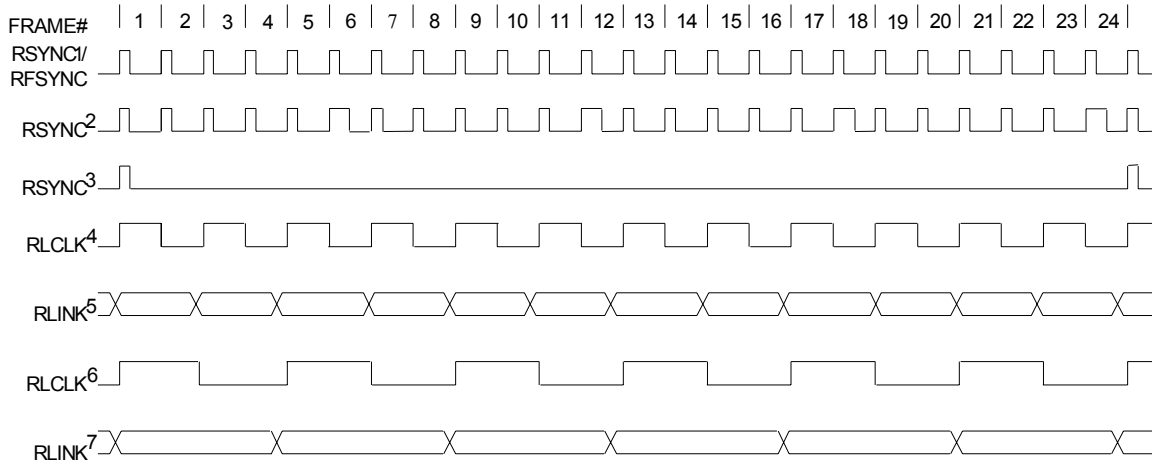 FRAME# 1 2 3 4 5 6 7 8 9 10 11 12 13 14 15 16 17 18 19 20 21 22 23 24
RSYNC1/
RFSYNC
RSYNC2
RSYNC3
RLCLK4
RLINK5
RLCLK6
RLINK7